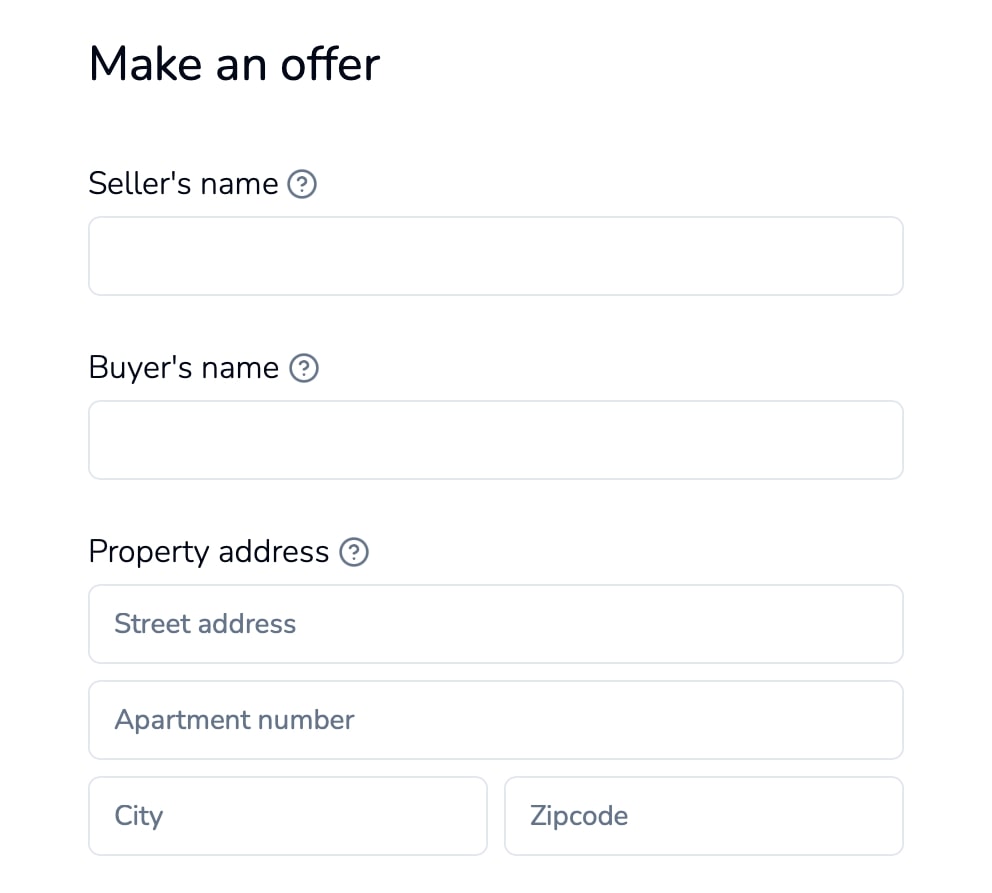 Make an offer
Seller's name ?
Buyer's name ?
Property address ?
Street address
Apartment number
City
Zipcode